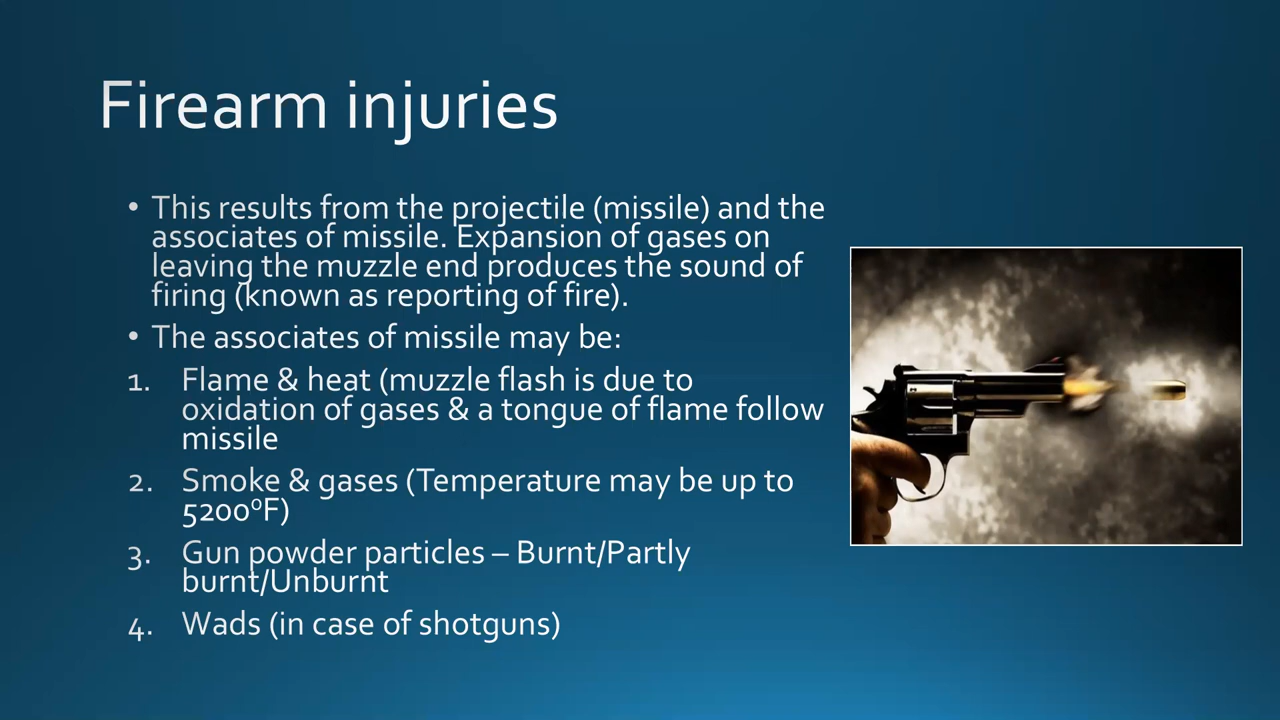 Firearm injuries
• This results from the projectile (missile) and the
associates of missile. Expansion of gases on
leaving the muzzle end produces the sound of
firing (known as reporting of fire).
• The associates of missile may be:
1. Flame & heat (muzzle flash is due to
oxidation of gases & a tongue of flame follow
missile
2. Smoke & gases (Temperature may be up to
5200⁰F)
3. Gun powder particles – Burnt/Partly
burnt/Unburnt
4. Wads (in case of shotguns)